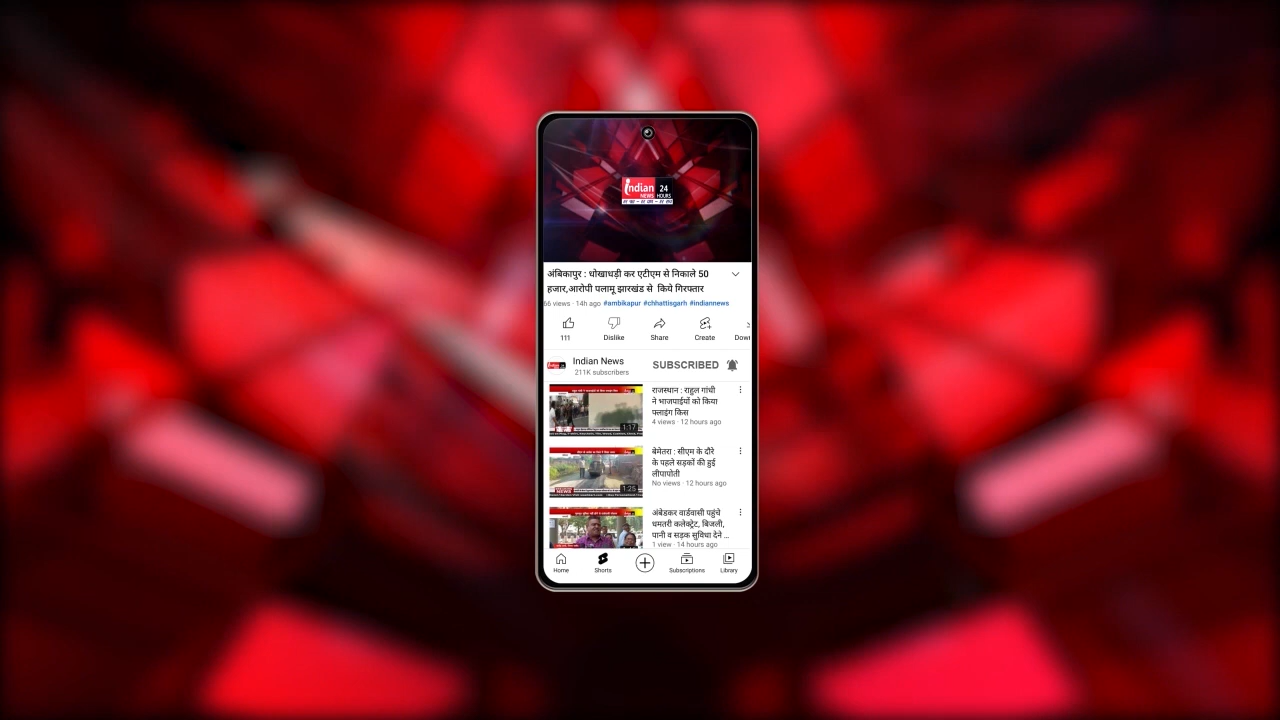 Indian
NEWS
24
HOURS
अंबिकापुर : धोखाधड़ी कर एटीएम से निकाले 50
हजार,आरोपी पलामू झारखंड से किये गिरफ्तार
66 views · 14h ago #ambikapur #chhattisgarh #indiannews
111 Dislike Share Create
Indian News
211K subscribers
SUBSCRIBED
राजस्थान : राहुल गांधी
ने भाजपाईयों को किया
फ्लाइंग किस
4 views · 12 hours ago
1:17
बेमेतरा : सीएम के दौरे
के पहले सड़कों की हुई
लीपापोती
No views · 12 hours ago
1:25
अंबेडकर वार्डवासी पहुंचे
धमतरी कलेक्ट्रेट, बिजली,
पानी व सड़क सुविधा देने ...
1 view · 14 hours ago
Home Shorts Subscriptions Library